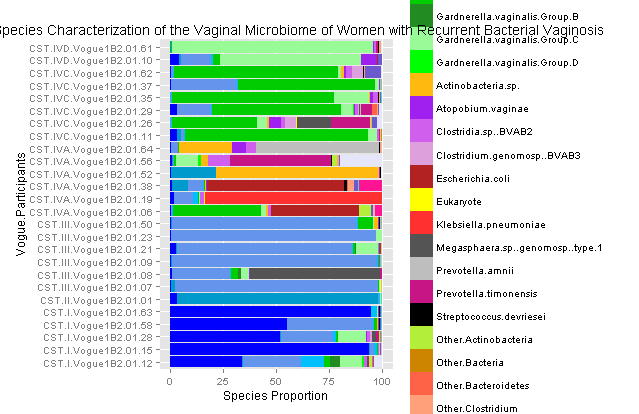 Species Characterization of the Vaginal Microbiome of Women with Recurrent Bacterial Vaginosis
Vogue.Participants
CST.IVD.Vogue1B2.01.61
CST.IVD.Vogue1B2.01.10
CST.IVC.Vogue1B2.01.62
CST.IVC.Vogue1B2.01.37
CST.IVC.Vogue1B2.01.35
CST.IVC.Vogue1B2.01.29
CST.IVC.Vogue1B2.01.26
CST.IVC.Vogue1B2.01.11
CST.IVA.Vogue1B2.01.64
CST.IVA.Vogue1B2.01.56
CST.IVA.Vogue1B2.01.52
CST.IVA.Vogue1B2.01.38
CST.IVA.Vogue1B2.01.19
CST.IVA.Vogue1B2.01.06
CST.III.Vogue1B2.01.50
CST.III.Vogue1B2.01.23
CST.III.Vogue1B2.01.21
CST.III.Vogue1B2.01.09
CST.III.Vogue1B2.01.08
CST.III.Vogue1B2.01.07
CST.II.Vogue1B2.01.01
CST.I.Vogue1B2.01.63
CST.I.Vogue1B2.01.58
CST.I.Vogue1B2.01.28
CST.I.Vogue1B2.01.15
CST.I.Vogue1B2.01.12
0 25 50 75 100
Species Proportion
Gardnerella.vaginalis.Group.B
Gardnerella.vaginalis.Group.C
Gardnerella.vaginalis.Group.D
Actinobacteria.sp.
Atopobium.vaginae
Clostridia.sp..BVAB2
Clostridium.genomosp..BVAB3
Escherichia.coli
Eukaryote
Klebsiella.pneumoniae
Megasphaera.sp..genomosp..type.1
Prevotella.amnii
Prevotella.timonensis
Streptococcus.devriesei
Other.Actinobacteria
Other.Bacteria
Other.Bacteroidetes
Other.Clostridium